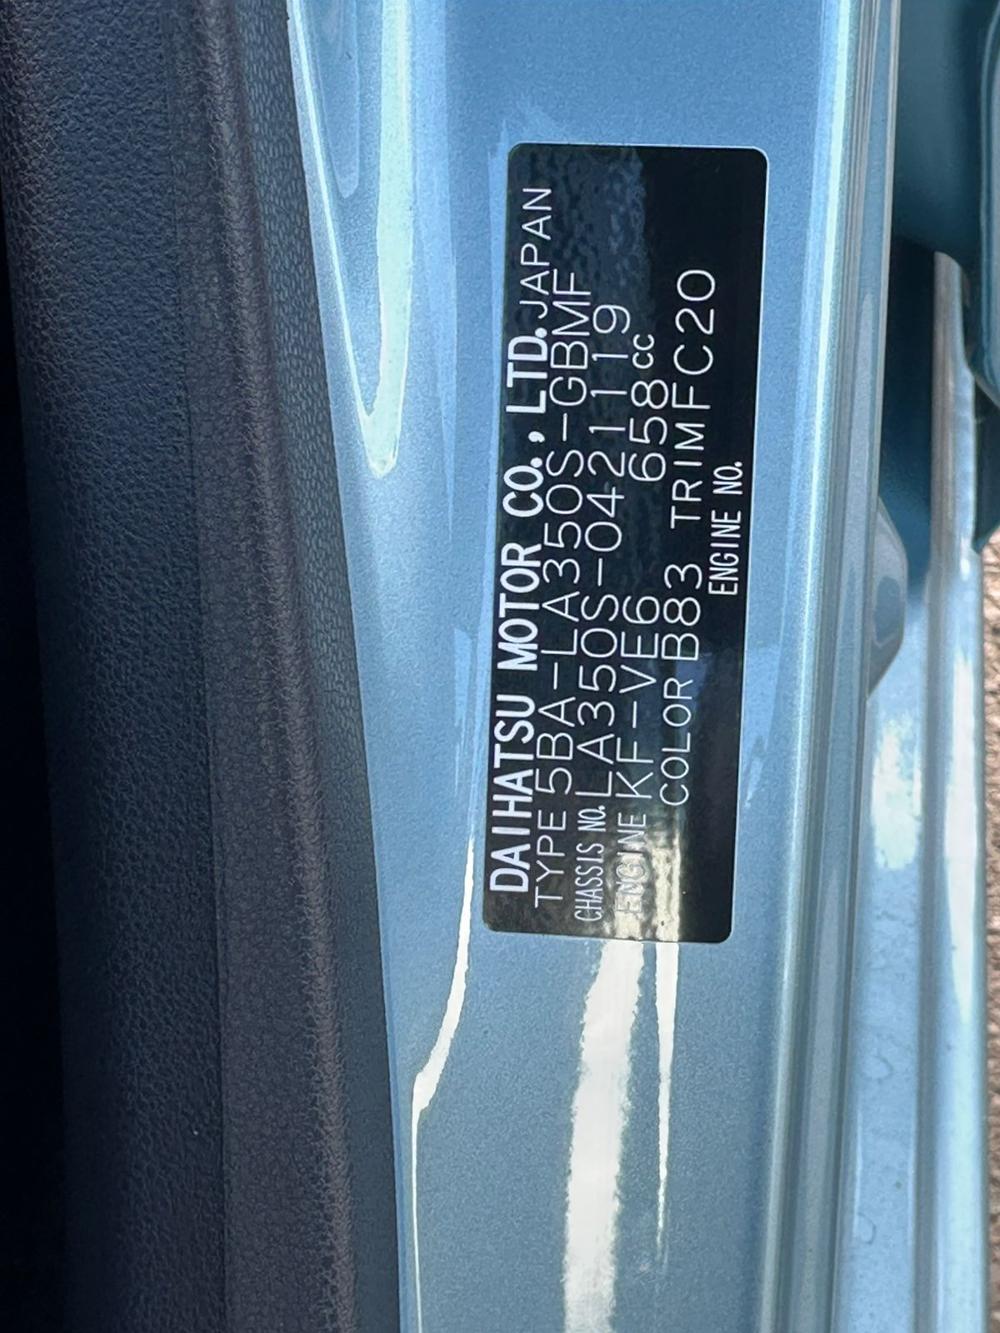 DAIHATSU MOTOR CO., LTD. JAPAN
TYPE 5BA-LA350S-GBMF
CHASSIS NO. LA350S-0421119
ENGINE KF-VE6 658cc
COLOR B83 TRIM FC20
ENGINE NO.